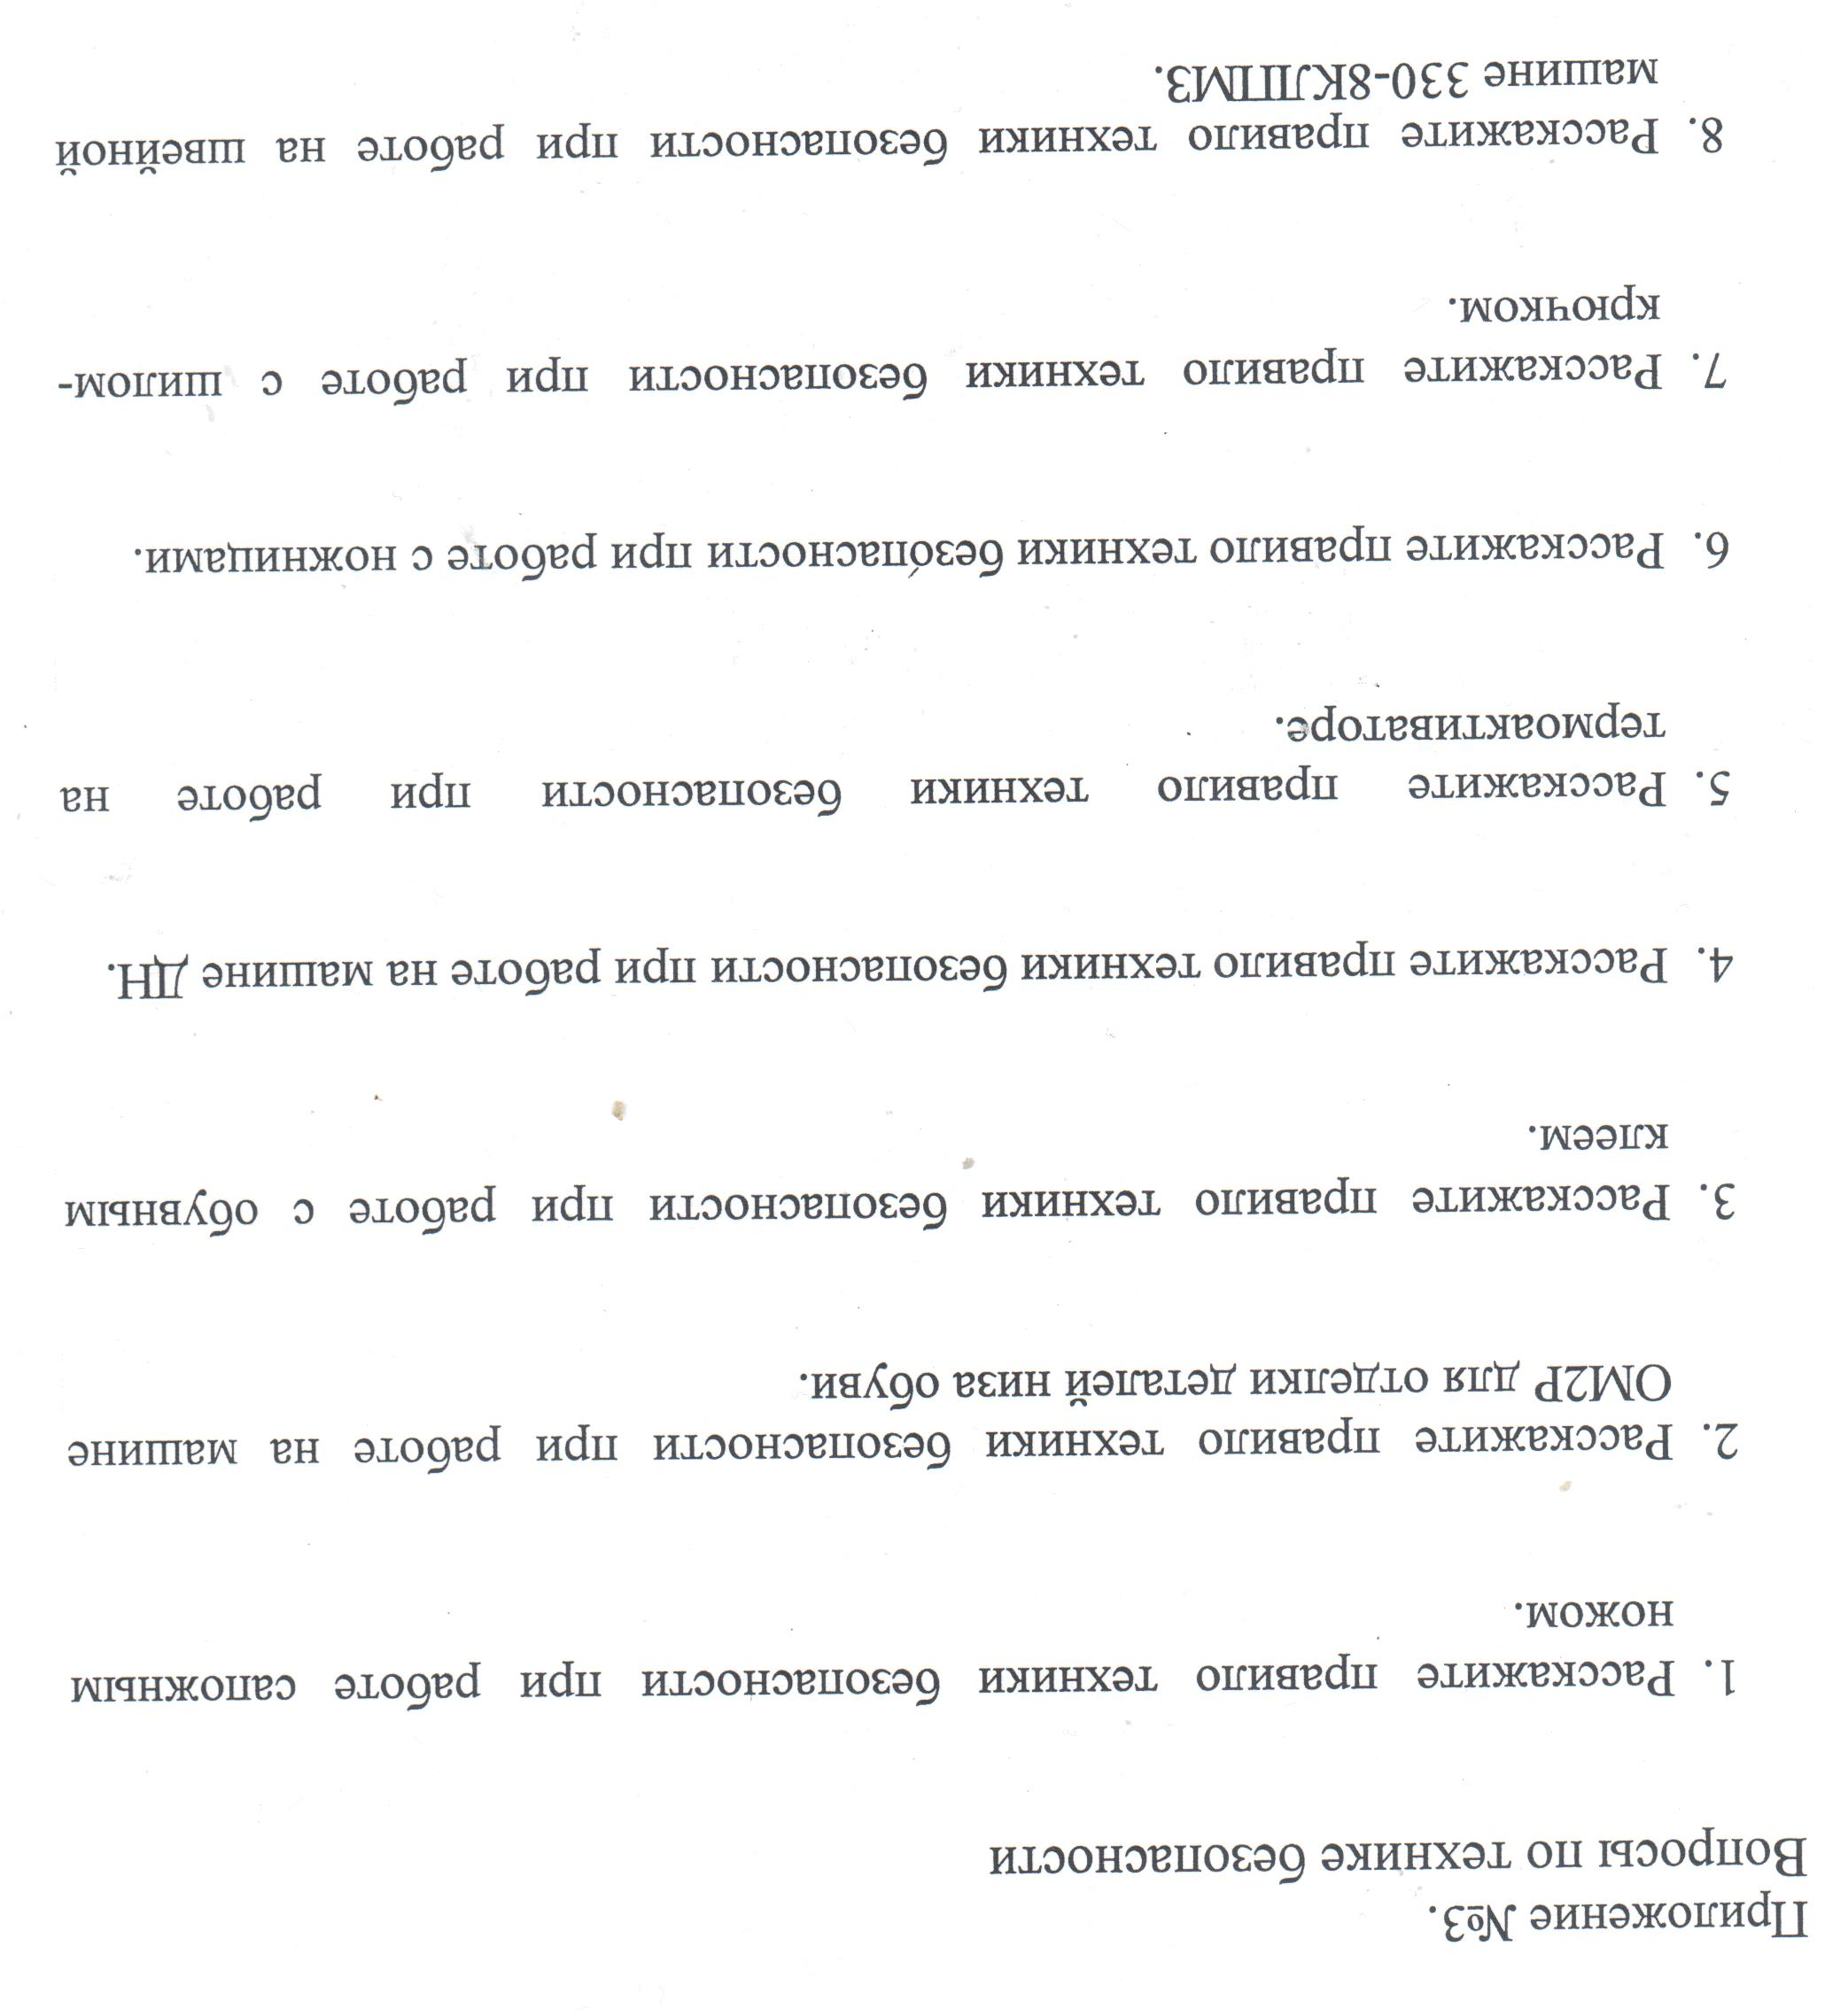 Приложение №3.
Вопросы по технике безопасности
1. Расскажите правило техники безопасности при работе сапожным
ножом.
2. Расскажите правило техники безопасности при работе на машине
ОМ2Р для отделки деталей низа обуви.
3. Расскажите правило техники безопасности при работе с обувным
клеем.
4. Расскажите правило техники безопасности при работе на машине ДН.
5. Расскажите правило техники безопасности при работе на
термоактиваторе.
6. Расскажите правило техники безопасности при работе с ножницами.
7. Расскажите правило техники безопасности при работе с шилом-
крючком.
8. Расскажите правило техники безопасности при работе на швейной
машине 330-8КЛПМЗ.